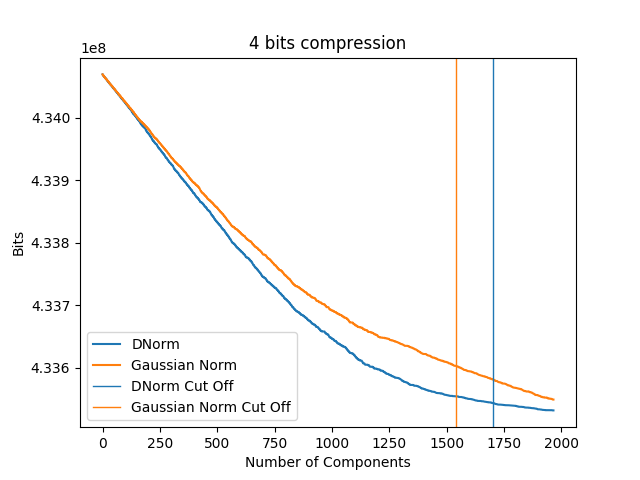 4 bits compression
1e8
4.340
4.339
4.338
4.337
4.336
Bits
DNorm
Gaussian Norm
DNorm Cut Off
Gaussian Norm Cut Off
0 250 500 750 1000 1250 1500 1750 2000
Number of Components